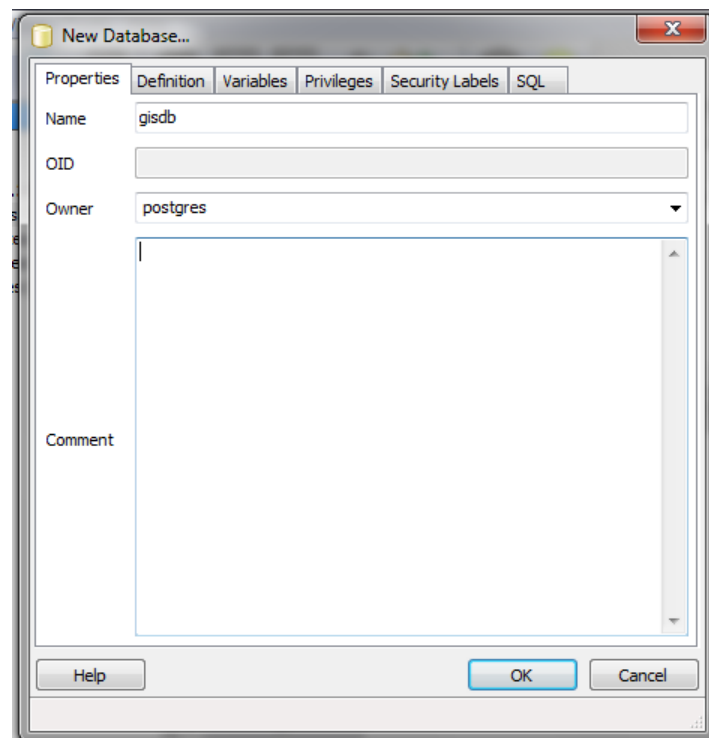 New Database...
Properties Definition Variables Privileges Security Labels SQL
Name gisdb
OID
Owner postgres
Comment
Help OK Cancel